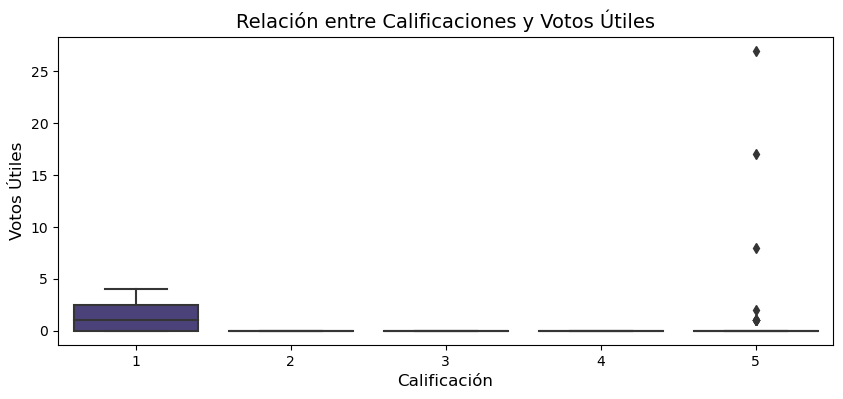 Relación entre Calificaciones y Votos Útiles
Votos Útiles
25
20
15
10
5
0
1 2 3 4 5
Calificación